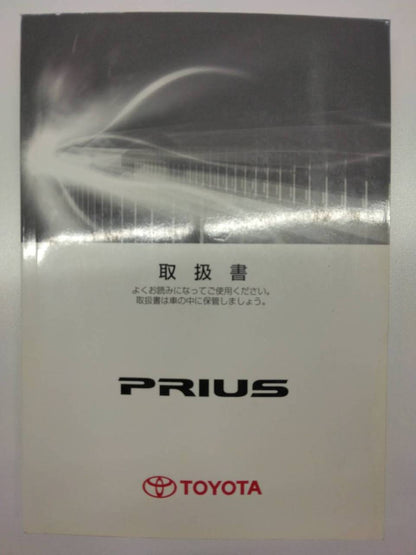 取扱書
よくお読みになってご使用ください。
取扱書は車の中に保管しましょう。
PRIUS
TOYOTA